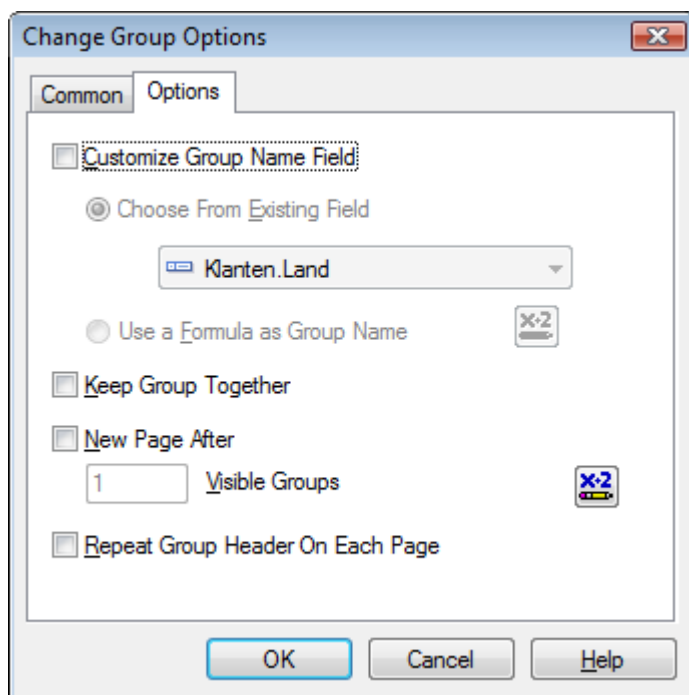 Change Group Options
Common Options
Customize Group Name Field
Choose From Existing Field
Klanten.Land
Use a Formula as Group Name X+2
Keep Group Together
New Page After
1 Visible Groups X+2
Repeat Group Header On Each Page
OK Cancel Help